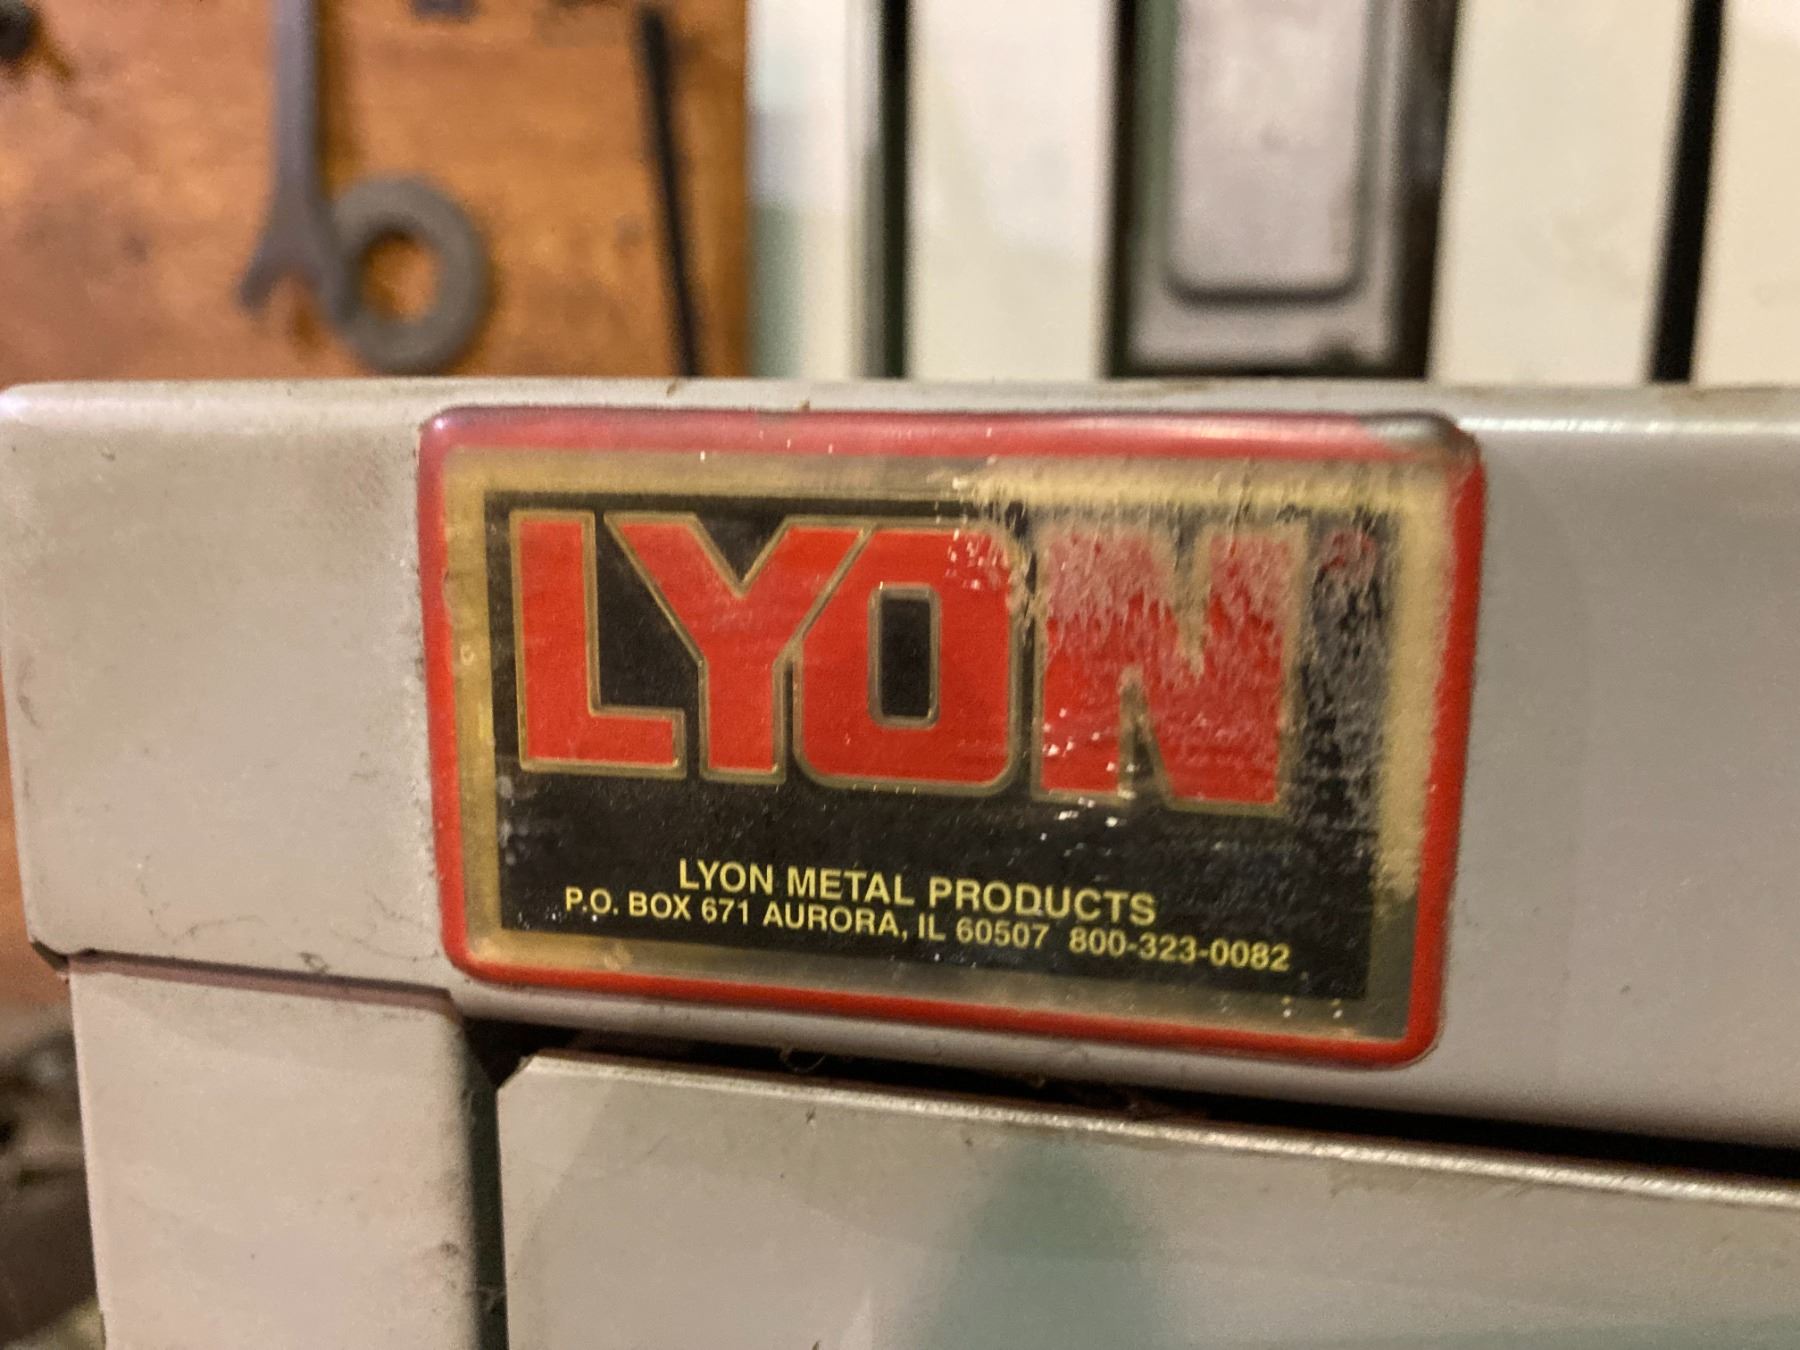 LYON
LYON METAL PRODUCTS
P.O. BOX 671 AURORA, IL 60507 800-323-0082